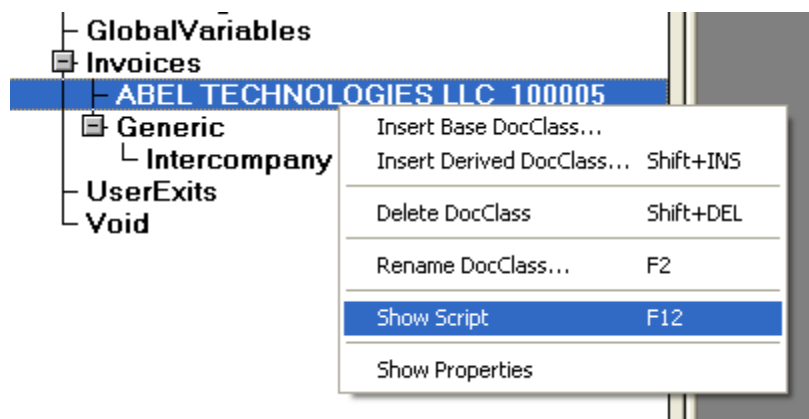 GlobalVariables
Invoices
ABEL TECHNOLOGIES LLC 100005
Generic
Intercompany
UserExits
Void
Insert Base DocClass...
Insert Derived DocClass... Shift+INS
Delete DocClass Shift+DEL
Rename DocClass... F2
Show Script F12
Show Properties